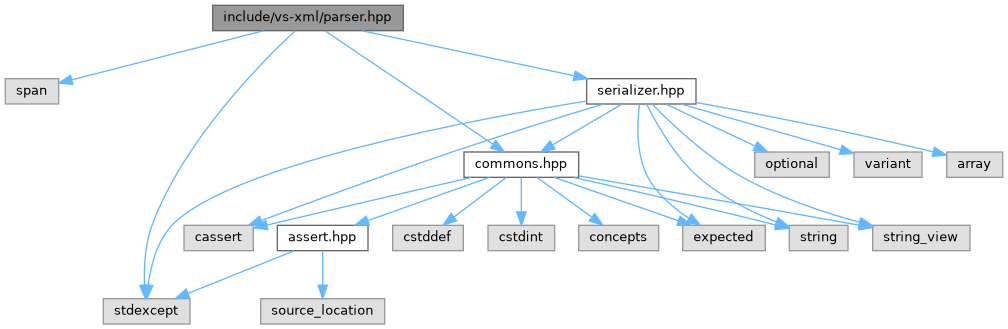 include/vs-xml/parser.hpp
span
serializer.hpp
commons.hpp
optional
variant
array
cassert
assert.hpp
cstddef
cstdint
concepts
expected
string
string_view
stdexcept
source_location